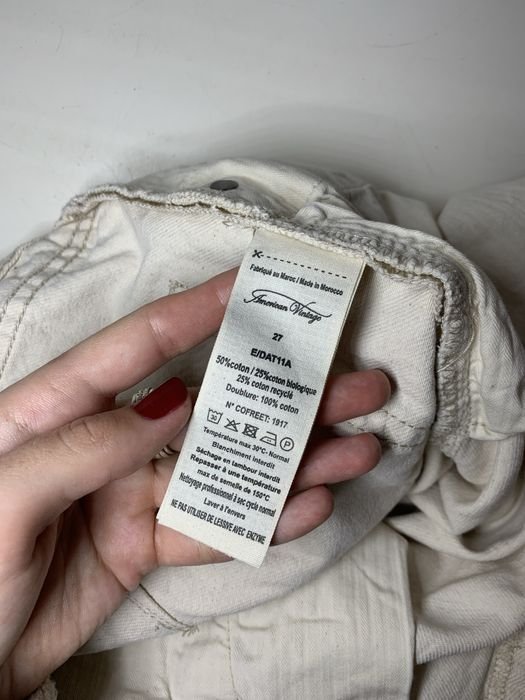 Fabriqué au Maroc / Made in Morocco
American Vintage
27
E/DAT11A
50%coton / 25%coton biologique
25% coton recyclé
Doublure: 100% coton
N° COFREET: 1917
30 P
Température max 30°C: Normal
Blanchiment Interdit
Séchage en tambour interdit
Repasser à une température
max de semelle de 150°C
Nettoyage professionnel à sec cycle normal
Laver à l'envers
NE PAS UTILISER DE LESSIVE AVEC ENZYME